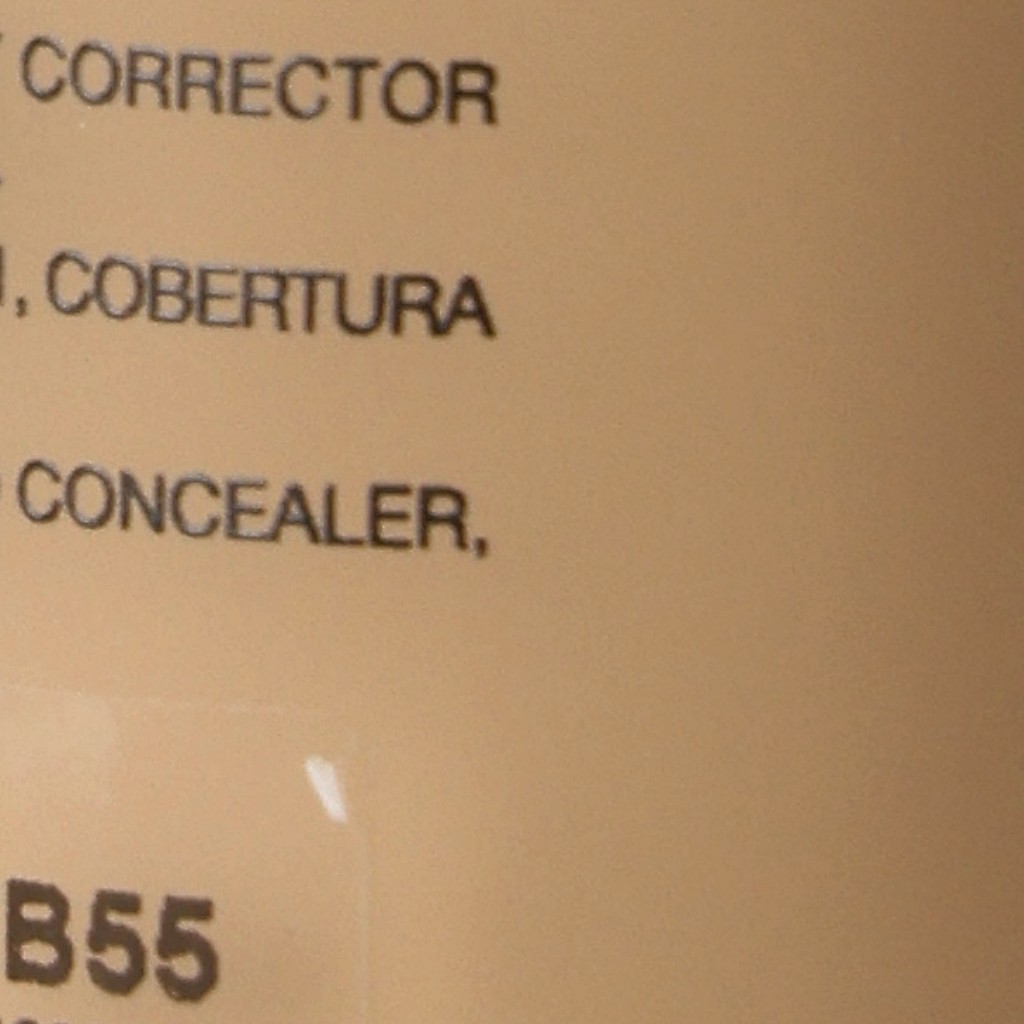 CORRECTOR
, COBERTURA
CONCEALER,
B55